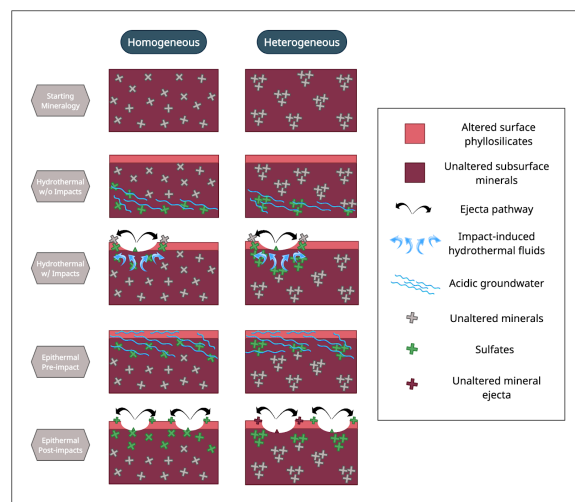 Homogeneous
Heterogeneous
Starting
Mineralogy
Hydrothermal
w/o Impacts
Hydrothermal
w/ Impacts
Epithermal
Pre-impact
Epithermal
Post-impacts
Altered surface
phyllosilicates
Unaltered subsurface
minerals
Ejecta pathway
Impact-induced
hydrothermal fluids
Acidic groundwater
Unaltered minerals
Sulfates
Unaltered mineral
ejecta